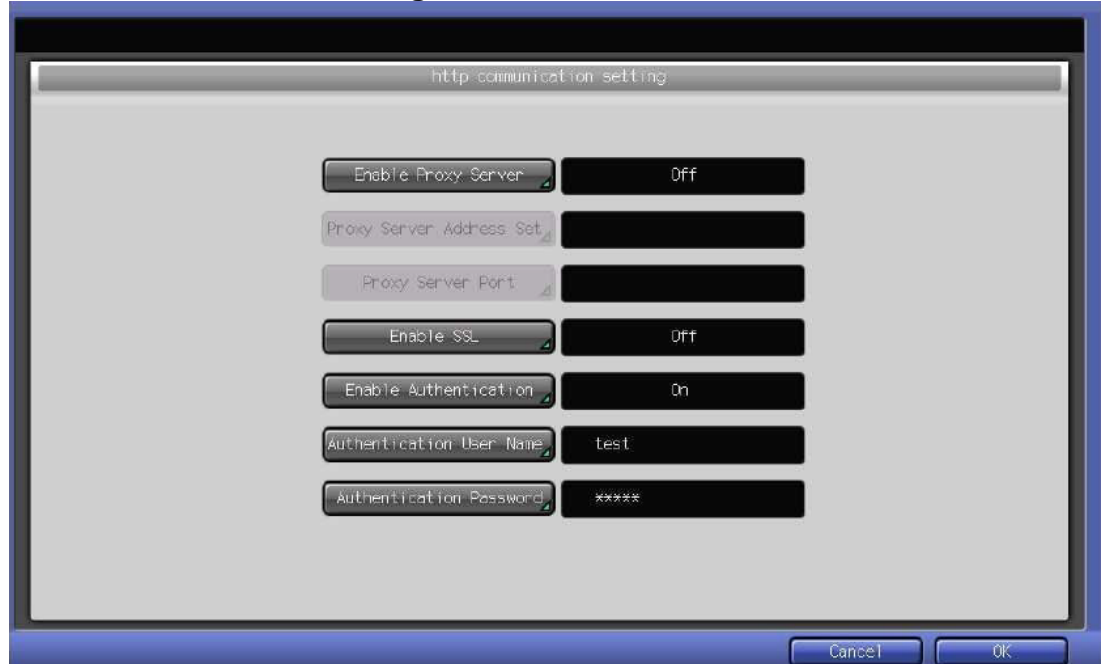 http communication setting
Enable Proxy Server Off
Proxy Server Address Set
Proxy Server Port
Enable SSL Off
Enable Authentication On
Authentication User Name test
Authentication Password *****
Cancel OK